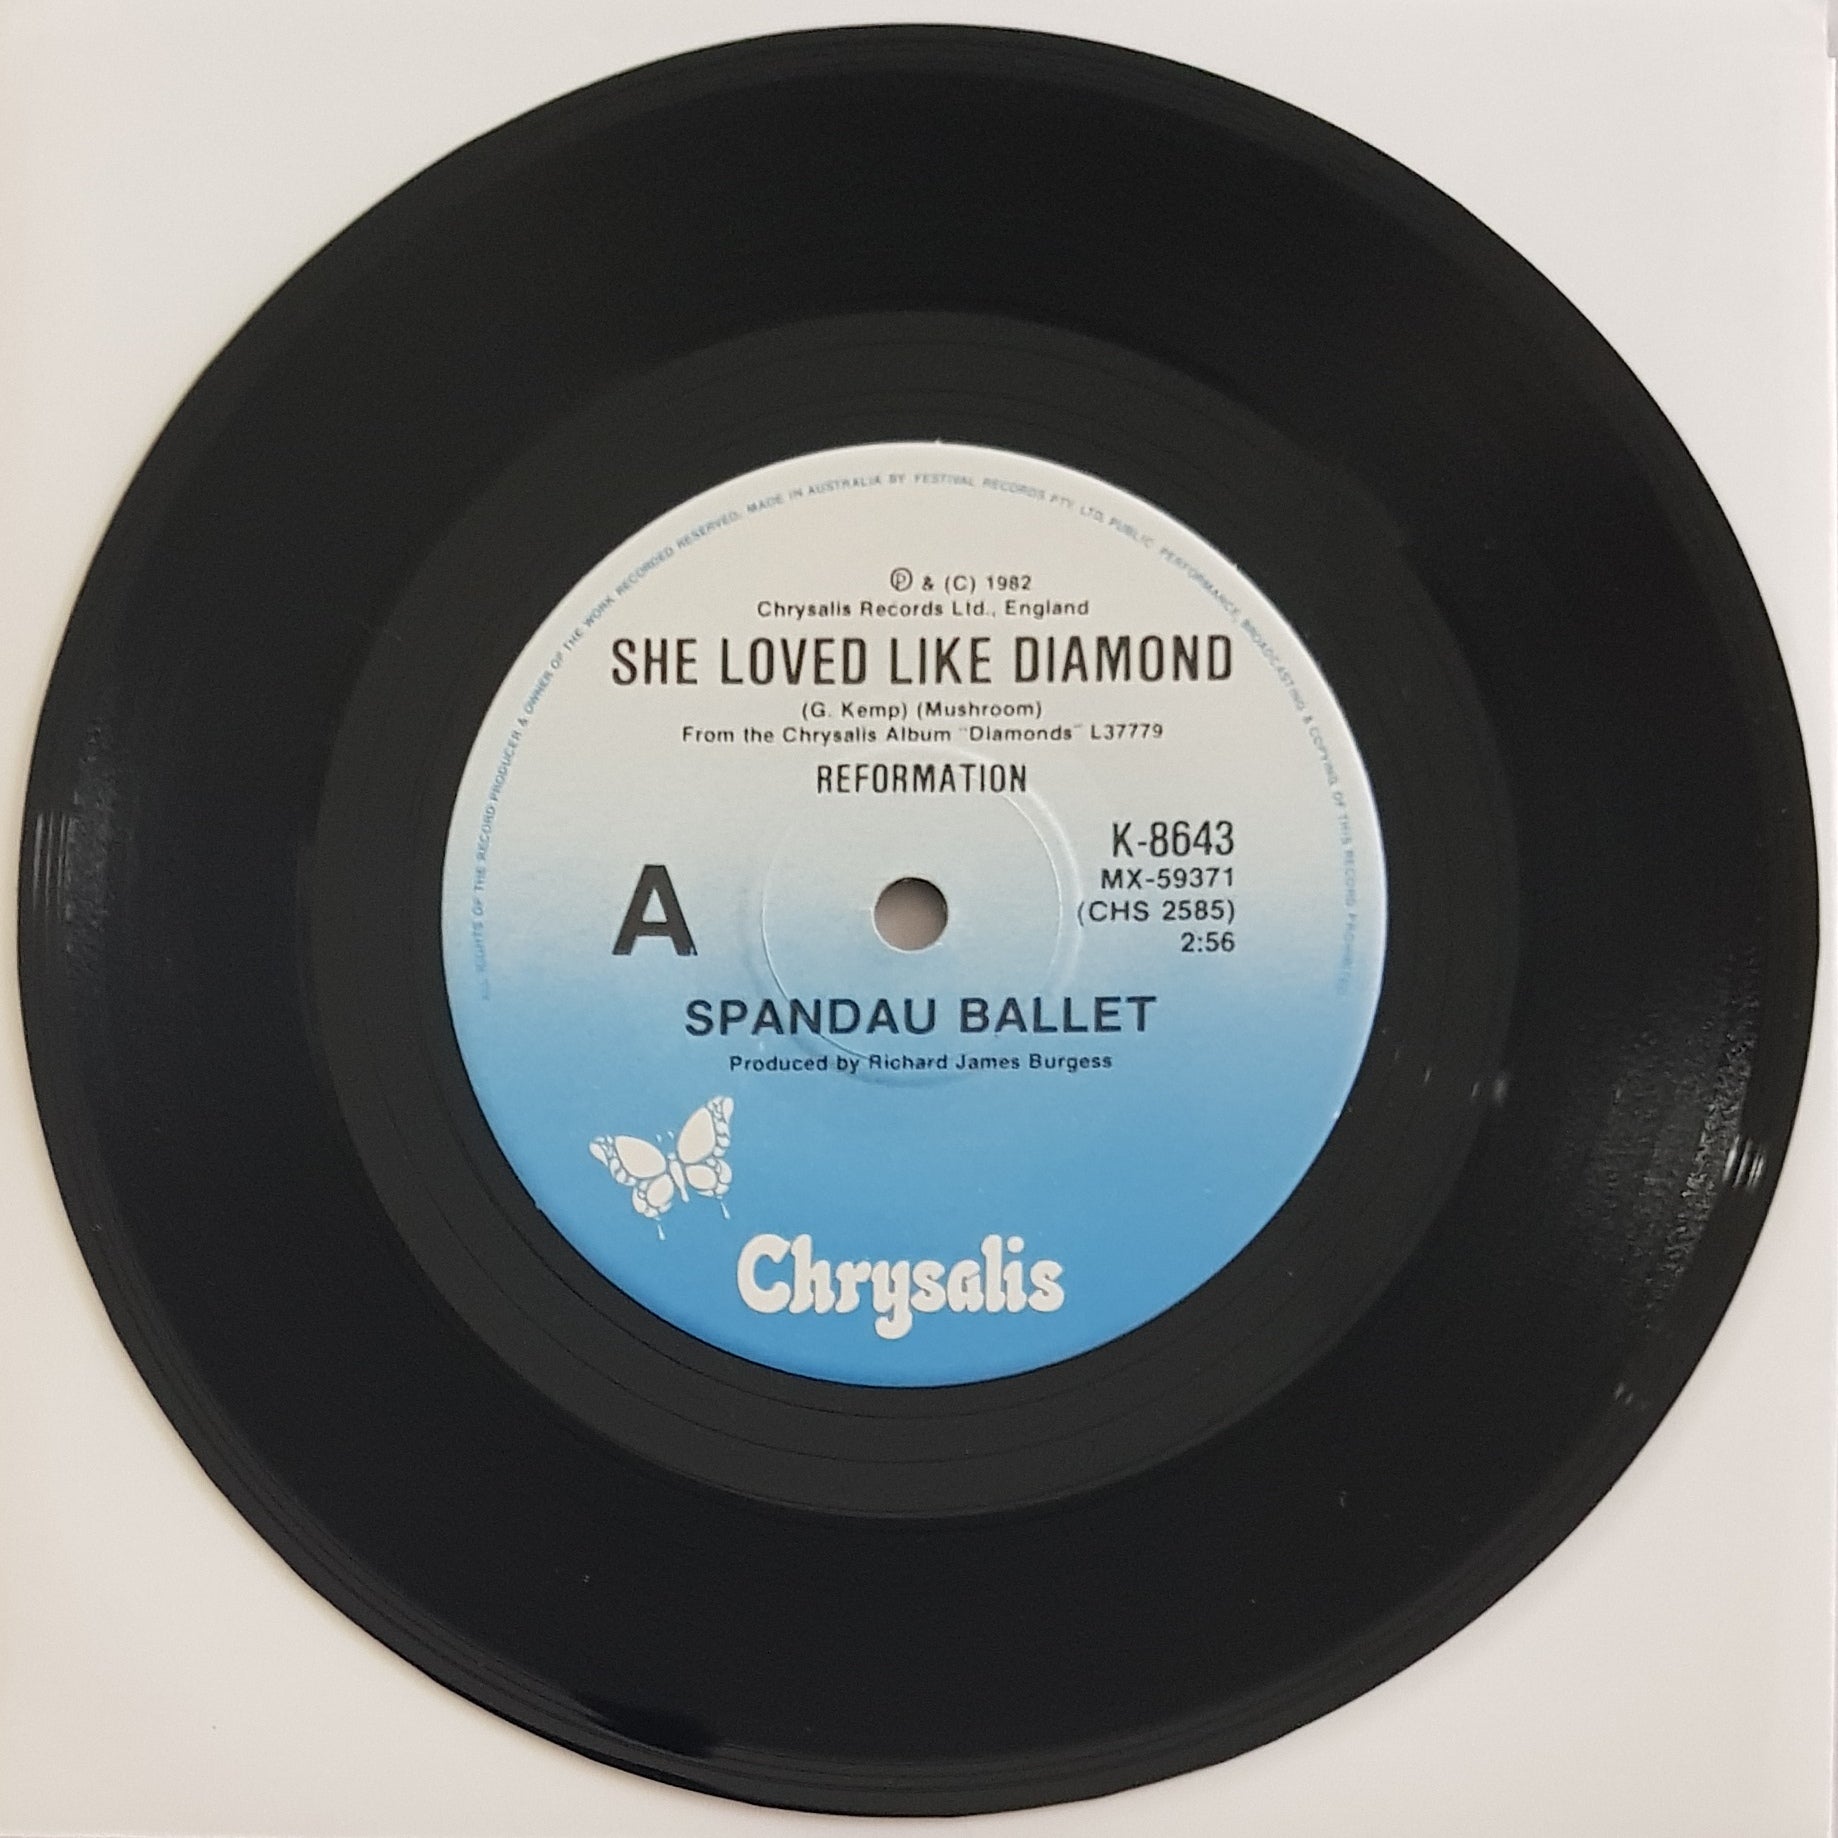 ALL RIGHTS OF THE RECORD PRODUCER & OWNER OF THE WORK RECORDED RESERVED. MADE IN AUSTRALIA BY FESTIVAL RECORDS PTY. LTD. PUBLIC PERFORMANCE, BROADCASTING & COPYING OF THIS RECORD PROHIBITED
Ⓟ & (C) 1982
Chrysalis Records Ltd., England
SHE LOVED LIKE DIAMOND
(G. Kemp) (Mushroom)
From the Chrysalis Album "Diamonds" L37779
REFORMATION
K-8643
A
MX-59371
(CHS 2585)
2:56
SPANDAU BALLET
Produced by Richard James Burgess
Chrysalis